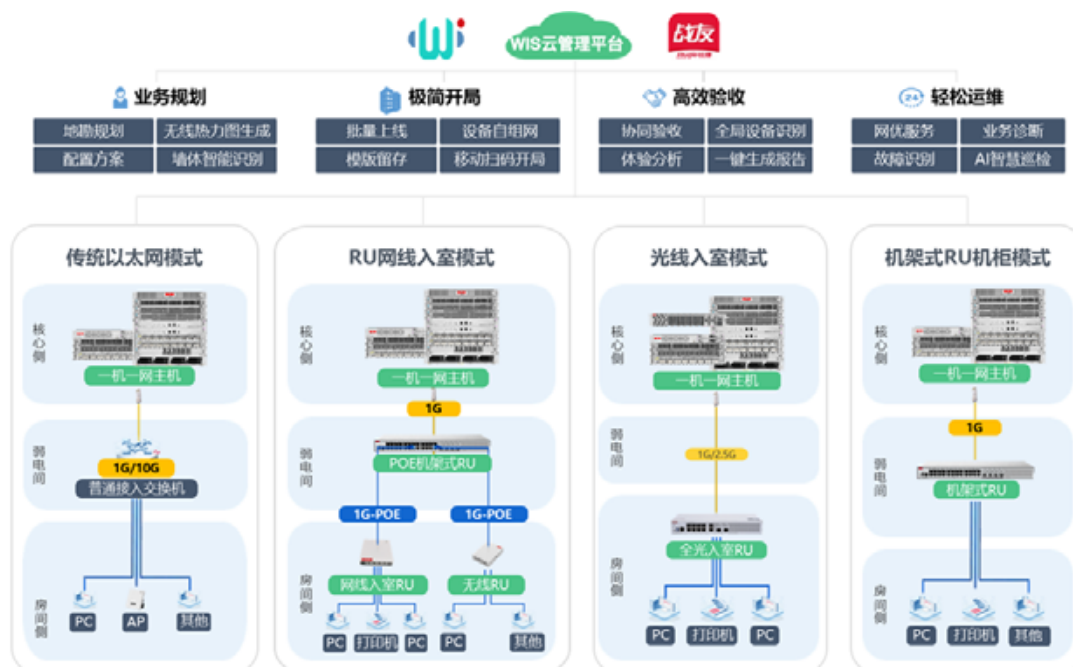 Wi
WIS云管理平台
战友
业务规划
极简开局
高效验收
24
轻松运维
地勘规划
无线热力图生成
批量上线
设备自组网
协同验收
全局设备识别
网优服务
业务诊断
配置方案
墙体智能识别
模版留存
移动扫码开局
体验分析
一键生成报告
故障识别
AI智慧巡检
传统以太网模式
核心侧
一机一网主机
弱电间
1G/10G
普通接入交换机
房间侧
PC
AP
其他
RU网线入室模式
核心侧
一机一网主机
1G
弱电间
POE机架式RU
1G-POE
1G-POE
房间侧
网线入室RU
无线RU
PC
打印机
PC
PC
其他
光线入室模式
核心侧
一机一网主机
弱电间
1G/2.5G
房间侧
全光入室RU
PC
打印机
PC
机架式RU机柜模式
核心侧
一机一网主机
1G
弱电间
机架式RU
房间侧
PC
打印机
其他